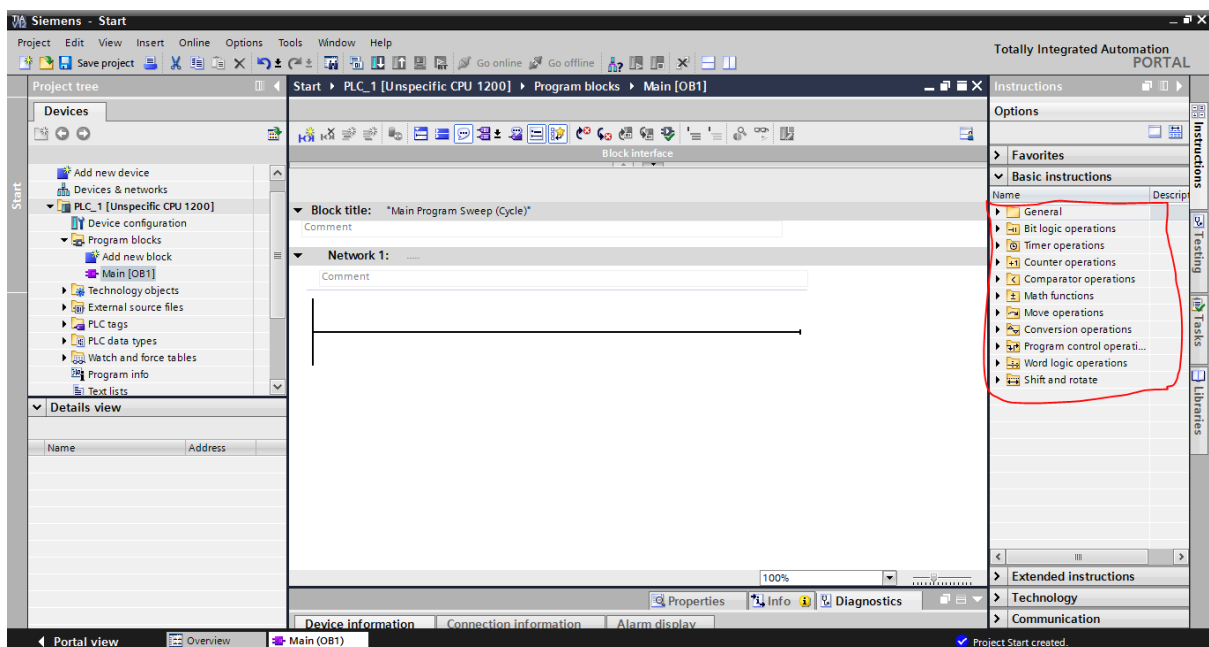 Siemens - Start
Project Edit View Insert Online Options Tools Window Help
Save project Go online Go offline
Totally Integrated Automation
PORTAL
Project tree
Devices
Start
Add new device
Devices & networks
PLC_1 [Unspecific CPU 1200]
Device configuration
Program blocks
Add new block
Main [OB1]
Technology objects
External source files
PLC tags
PLC data types
Watch and force tables
Program info
Text lists
Details view
Name Address
Start PLC_1 [Unspecific CPU 1200] Program blocks Main [OB1]
Block interface
Block title: "Main Program Sweep (Cycle)"
Comment
Network 1: .....
Comment
100%
Properties Info Diagnostics
Device information Connection information Alarm display
Instructions
Options
Favorites
Basic instructions
Name Descript
General
Bit logic operations
Timer operations
Counter operations
Comparator operations
Math functions
Move operations
Conversion operations
Program control operati...
Word logic operations
Shift and rotate
Extended instructions
Technology
Communication
Instructions
Testing
Tasks
Libraries
Portal view Overview Main (OB1)
Project Start created.